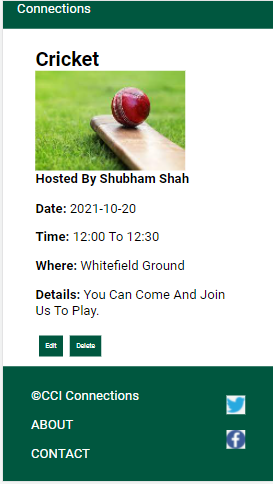 Connections
Cricket
Hosted By Shubham Shah
Date: 2021-10-20
Time: 12:00 To 12:30
Where: Whitefield Ground
Details: You Can Come And Join
Us To Play.
Edit Delete
©CCI Connections
ABOUT
CONTACT